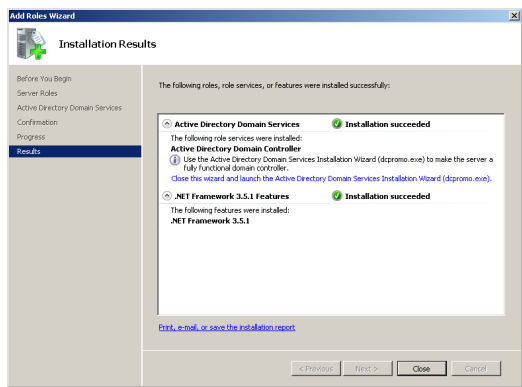 Add Roles Wizard
Installation Results
Before You Begin
Server Roles
Active Directory Domain Services
Confirmation
Progress
Results
The following roles, role services, or features were installed successfully:
Active Directory Domain Services Installation succeeded
The following role services were installed:
Active Directory Domain Controller
Use the Active Directory Domain Services Installation Wizard (dcpromo.exe) to make the server a
fully functional domain controller.
Close this wizard and launch the Active Directory Domain Services Installation Wizard (dcpromo.exe).
.NET Framework 3.5.1 Features Installation succeeded
The following features were installed:
.NET Framework 3.5.1
Print, e-mail, or save the installation report
< Previous Next > Close Cancel